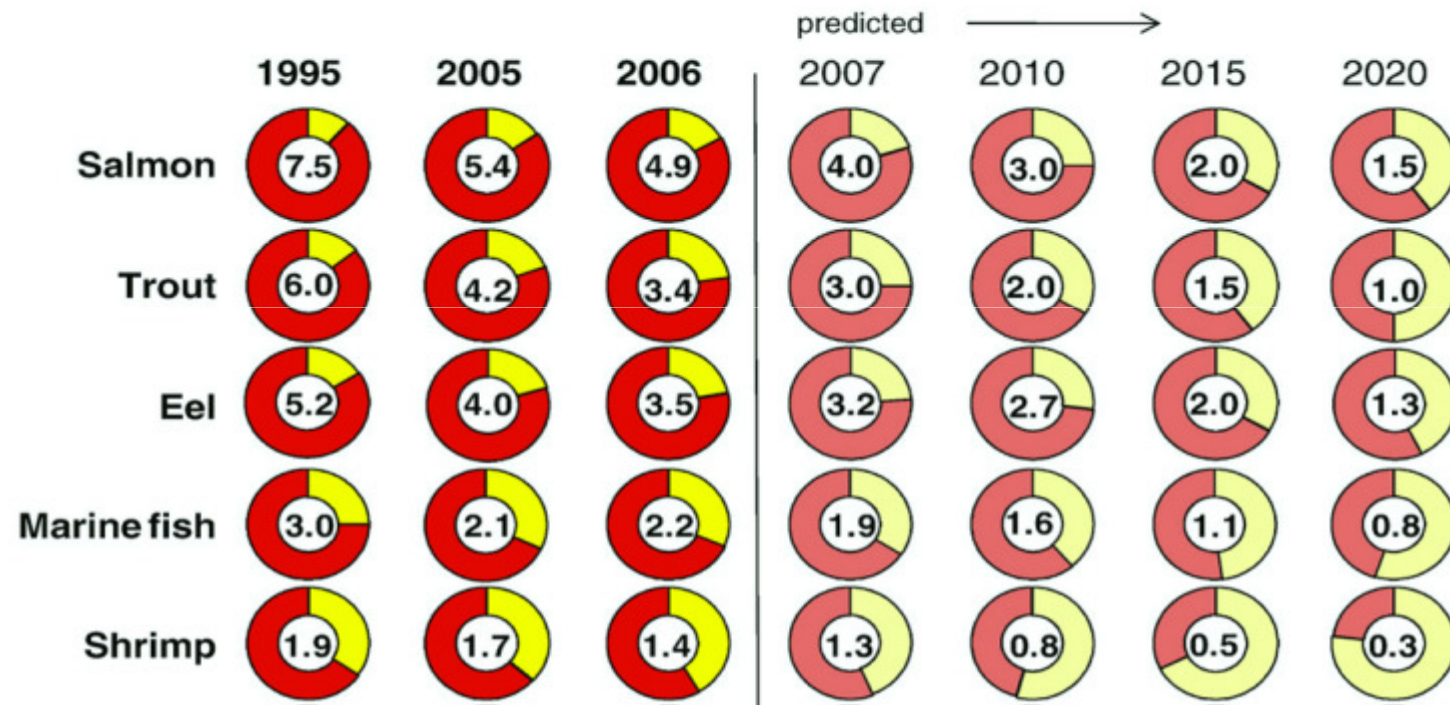 predicted
1995 2005 2006 2007 2010 2015 2020
Salmon 7.5 5.4 4.9 4.0 3.0 2.0 1.5
Trout 6.0 4.2 3.4 3.0 2.0 1.5 1.0
Eel 5.2 4.0 3.5 3.2 2.7 2.0 1.3
Marine fish 3.0 2.1 2.2 1.9 1.6 1.1 0.8
Shrimp 1.9 1.7 1.4 1.3 0.8 0.5 0.3